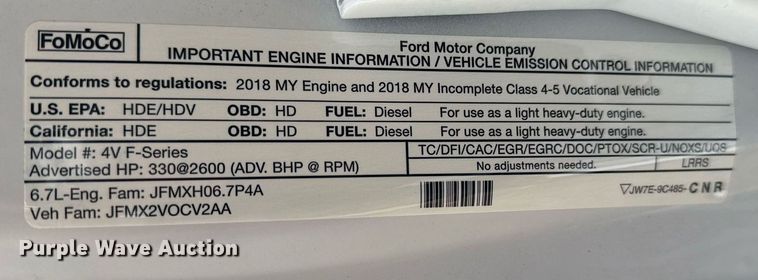 FoMoCo
Ford Motor Company
IMPORTANT ENGINE INFORMATION / VEHICLE EMISSION CONTROL INFORMATION
Conforms to regulations: 2018 MY Engine and 2018 MY Incomplete Class 4-5 Vocational Vehicle
U.S. EPA: HDE/HDV OBD: HD FUEL: Diesel For use as a light heavy-duty engine.
California: HDE OBD: HD FUEL: Diesel For use as a light heavy-duty engine.
Model #: 4V F-Series TC/DFI/CAC/EGR/EGRC/DOC/PTOX/SCR-U/NOXS/UOS
Advertised HP: 330@2600 (ADV. BHP @ RPM) No adjustments needed. LRRS
6.7L-Eng. Fam: JFMXH06.7P4A
Veh Fam: JFMX2VOCV2AA
JW7E-9C485-CNR
Purple Wave Auction